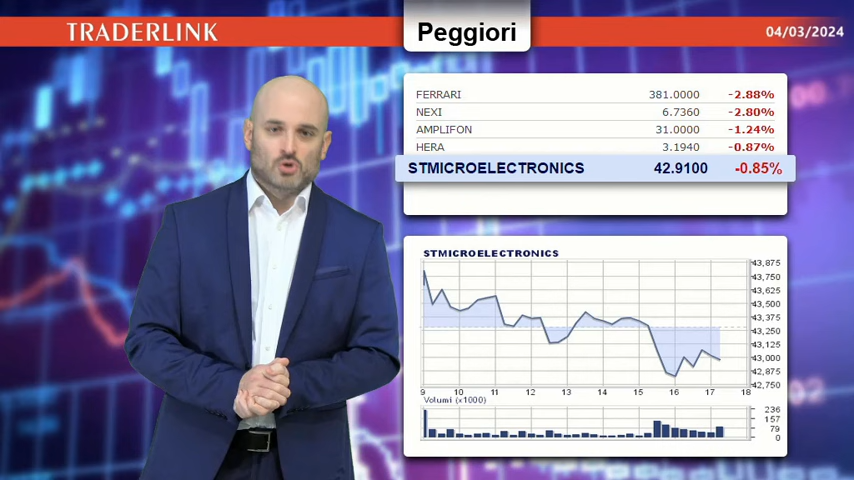 TRADERLINK
Peggiori
04/03/2024
FERRARI 381.0000 -2.88%
NEXI 6.7360 -2.80%
AMPLIFON 31.0000 -1.24%
HERA 3.1940 -0.87%
STMICROELECTRONICS 42.9100 -0.85%
STMICROELECTRONICS
43,875
43,750
43,625
43,500
43,375
43,250
43,125
43,000
42,875
42,750
9 10 11 12 13 14 15 16 17 18
Volumi (x1000)
236
157
79
0